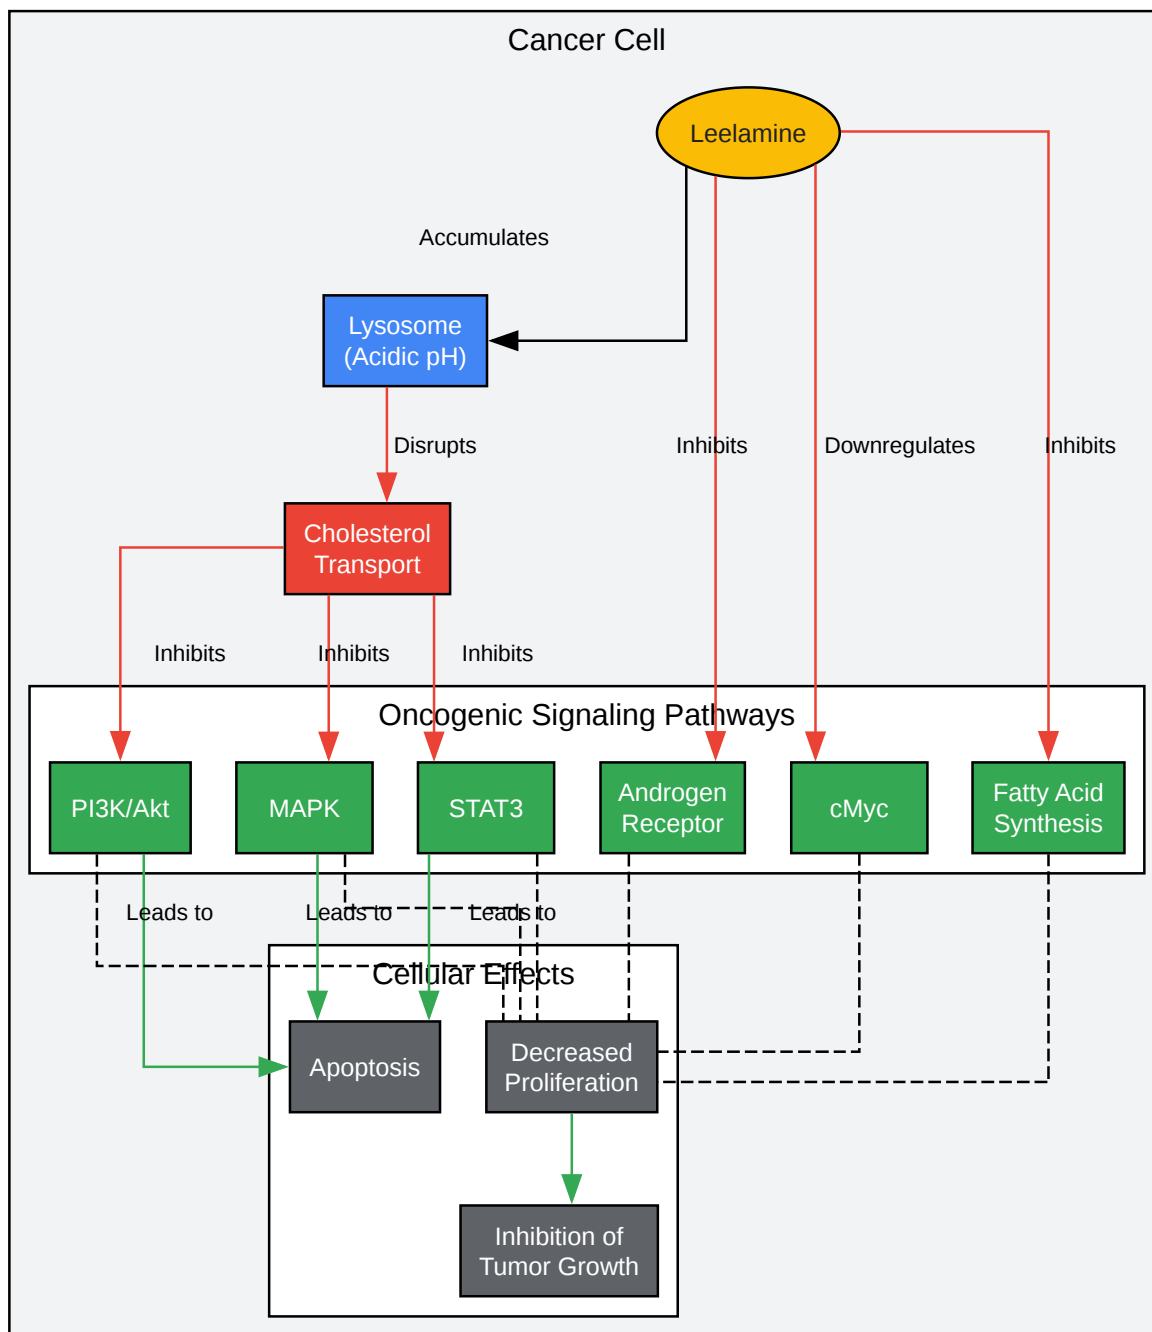 Cancer Cell
Leelamine
Accumulates
Lysosome
(Acidic pH)
Disrupts
Inhibits
Downregulates
Inhibits
Cholesterol
Transport
Inhibits
Inhibits
Inhibits
Oncogenic Signaling Pathways
PI3K/Akt
MAPK
STAT3
Androgen
Receptor
cMyc
Fatty Acid
Synthesis
Leads to
Leads to
Leads to
Cellular Effects
Apoptosis
Decreased
Proliferation
Inhibition of
Tumor Growth